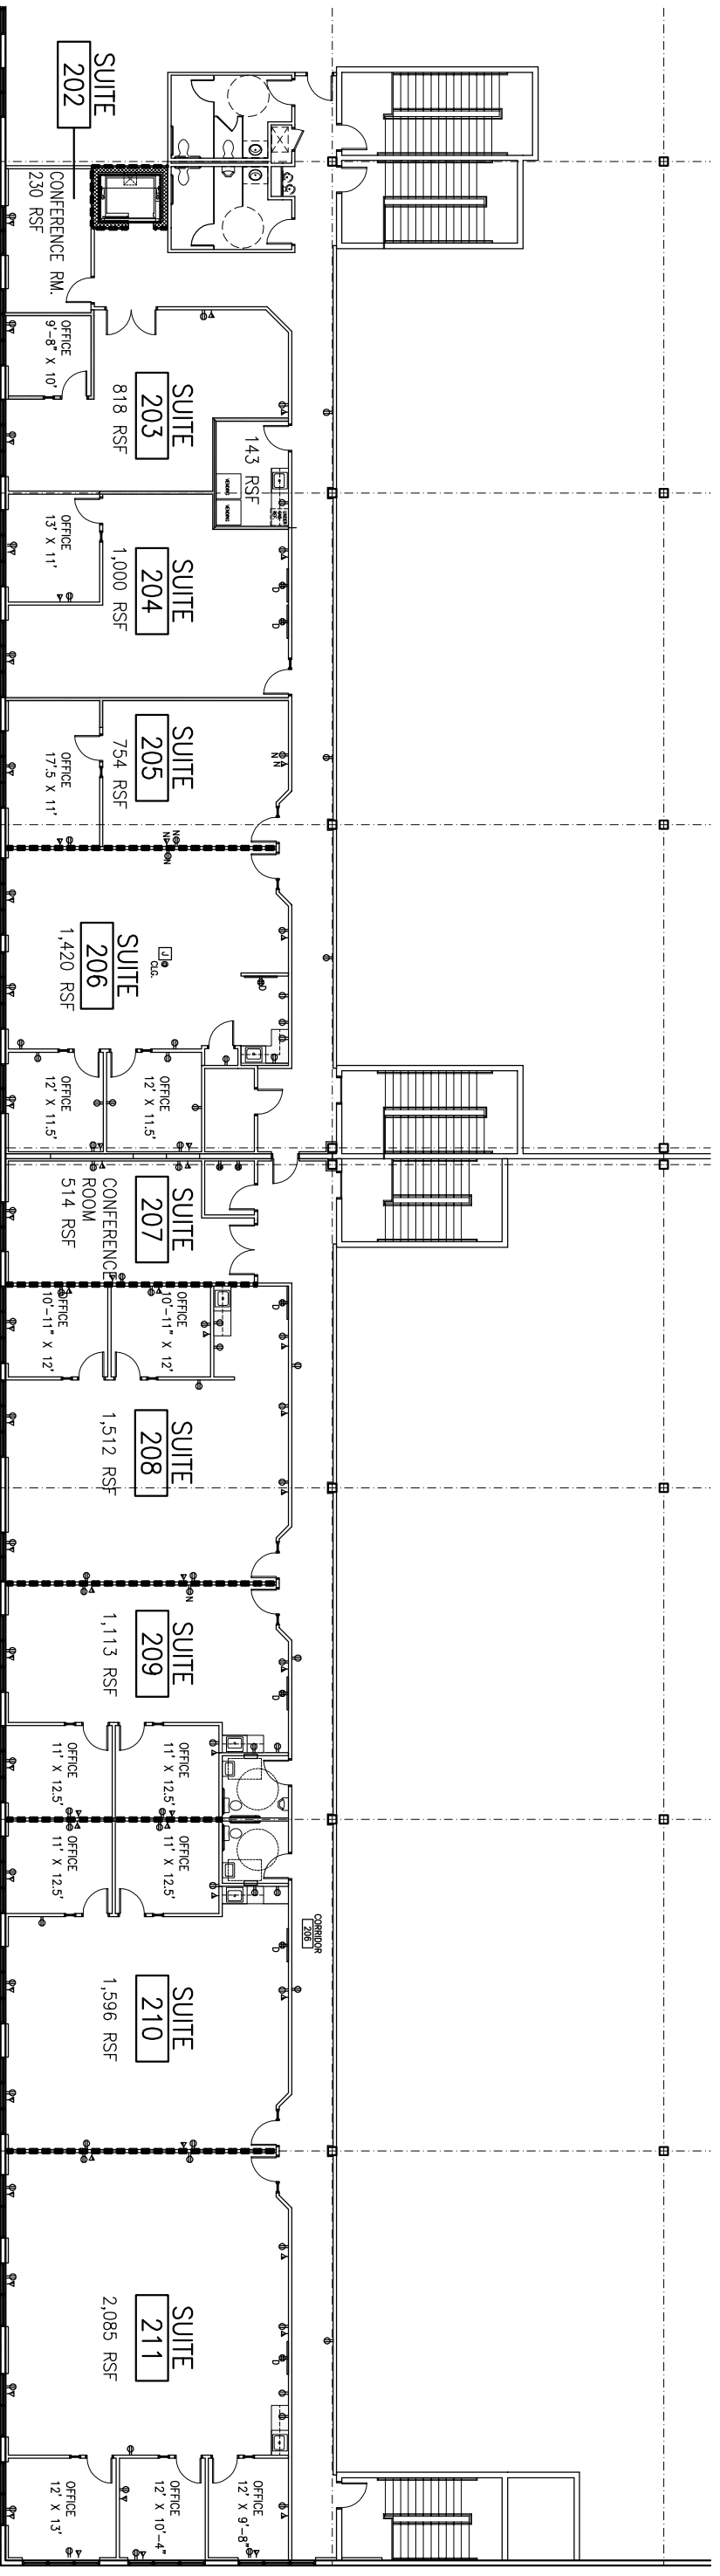 SUITE
202
CONFERENCE RM.
230 RSF
OFFICE
9'-8" X 10'
SUITE
203
818 RSF
143 RSF
VENDING
VENDING
OFFICE
13' X 11'
SUITE
204
1,000 RSF
D
D
SUITE
205
754 RSF
OFFICE
17'.5 X 11'
N N
N
N
N
SUITE
206
1,420 RSF
J
CLG.
D
OFFICE
12' X 11.5'
OFFICE
12' X 11.5'
SUITE
207
CONFERENCE
ROOM
514 RSF
OFFICE
10'-11" X 12'
OFFICE
10'-11" X 12'
D
SUITE
208
1,512 RSF
N
SUITE
209
1,113 RSF
D
OFFICE
11' X 12.5'
OFFICE
11' X 12.5'
OFFICE
11' X 12.5'
OFFICE
11' X 12.5'
CORRIDOR
206
D
SUITE
210
1,596 RSF
SUITE
211
2,085 RSF
D
OFFICE
12' X 9'-8"
OFFICE
12' X 10'-4"
OFFICE
12' X 13'